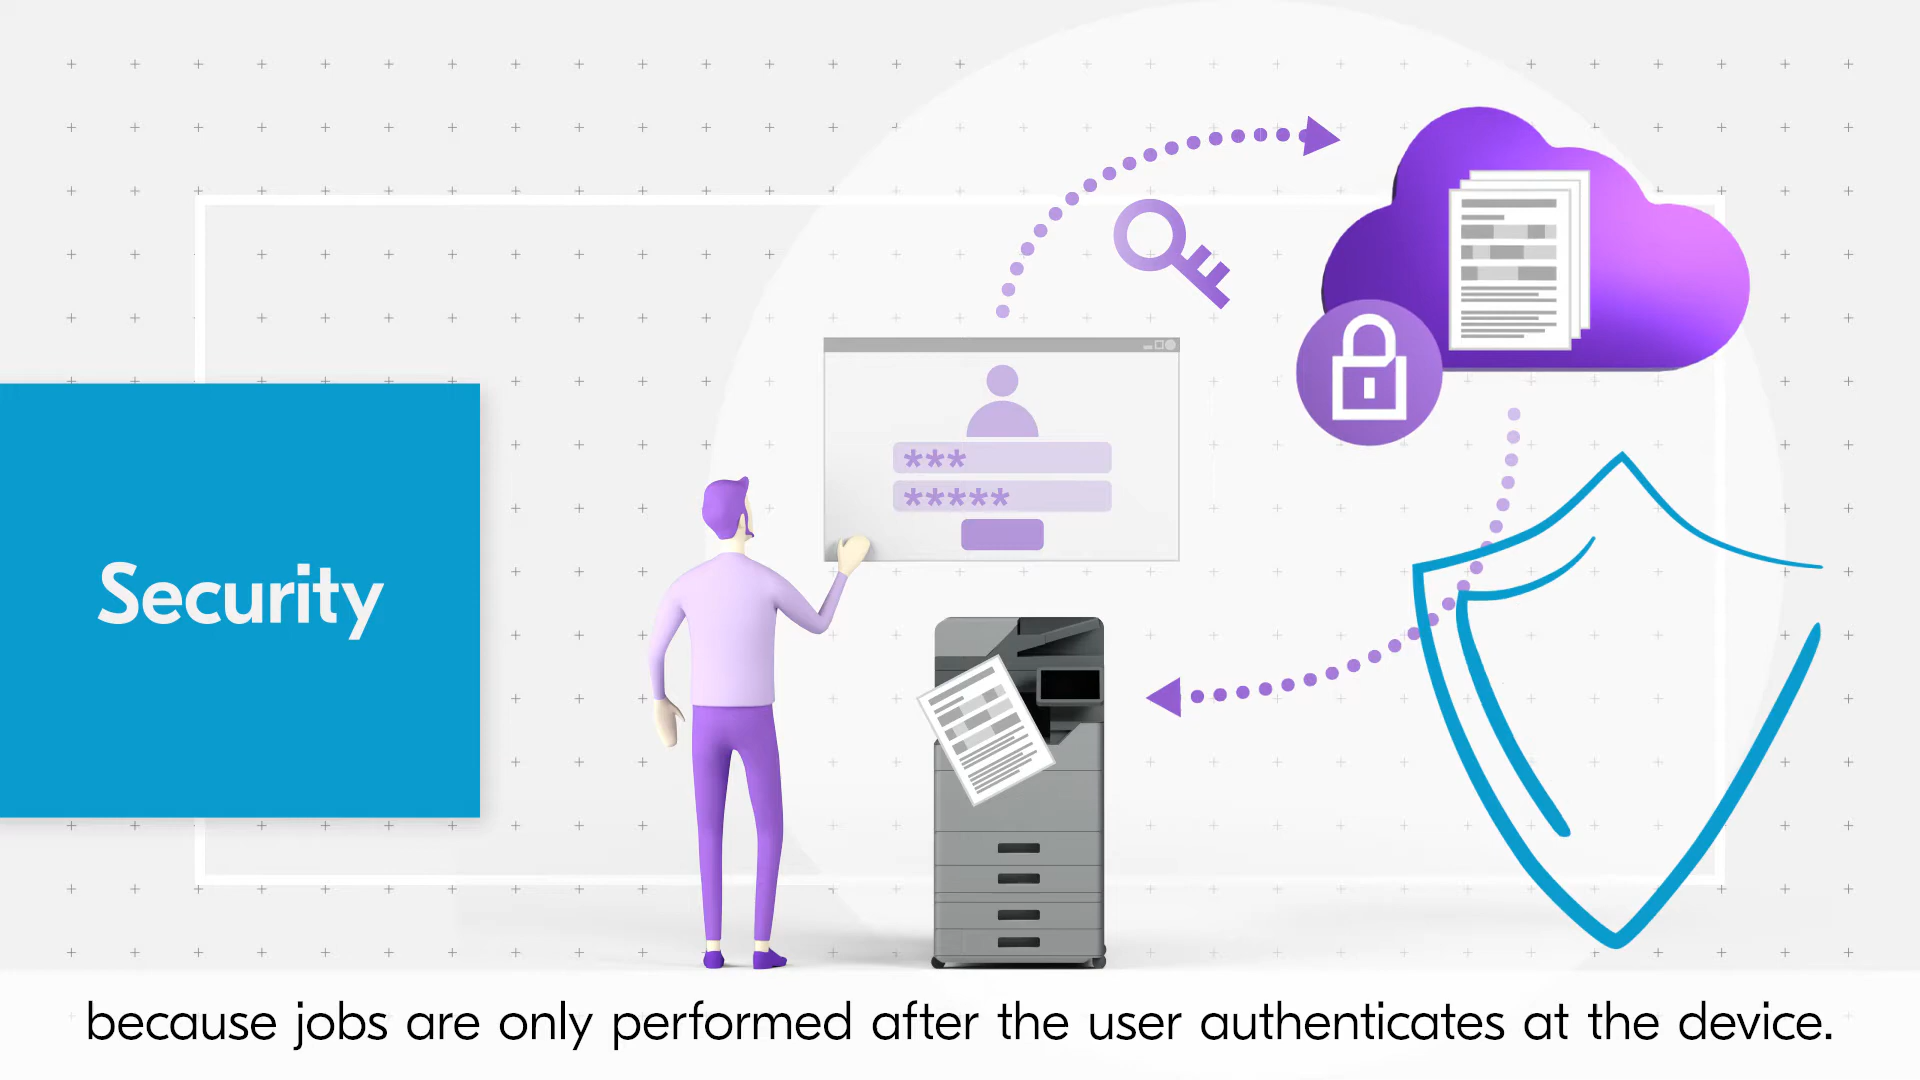 Security
***
*****
because jobs are only performed after the user authenticates at the device.